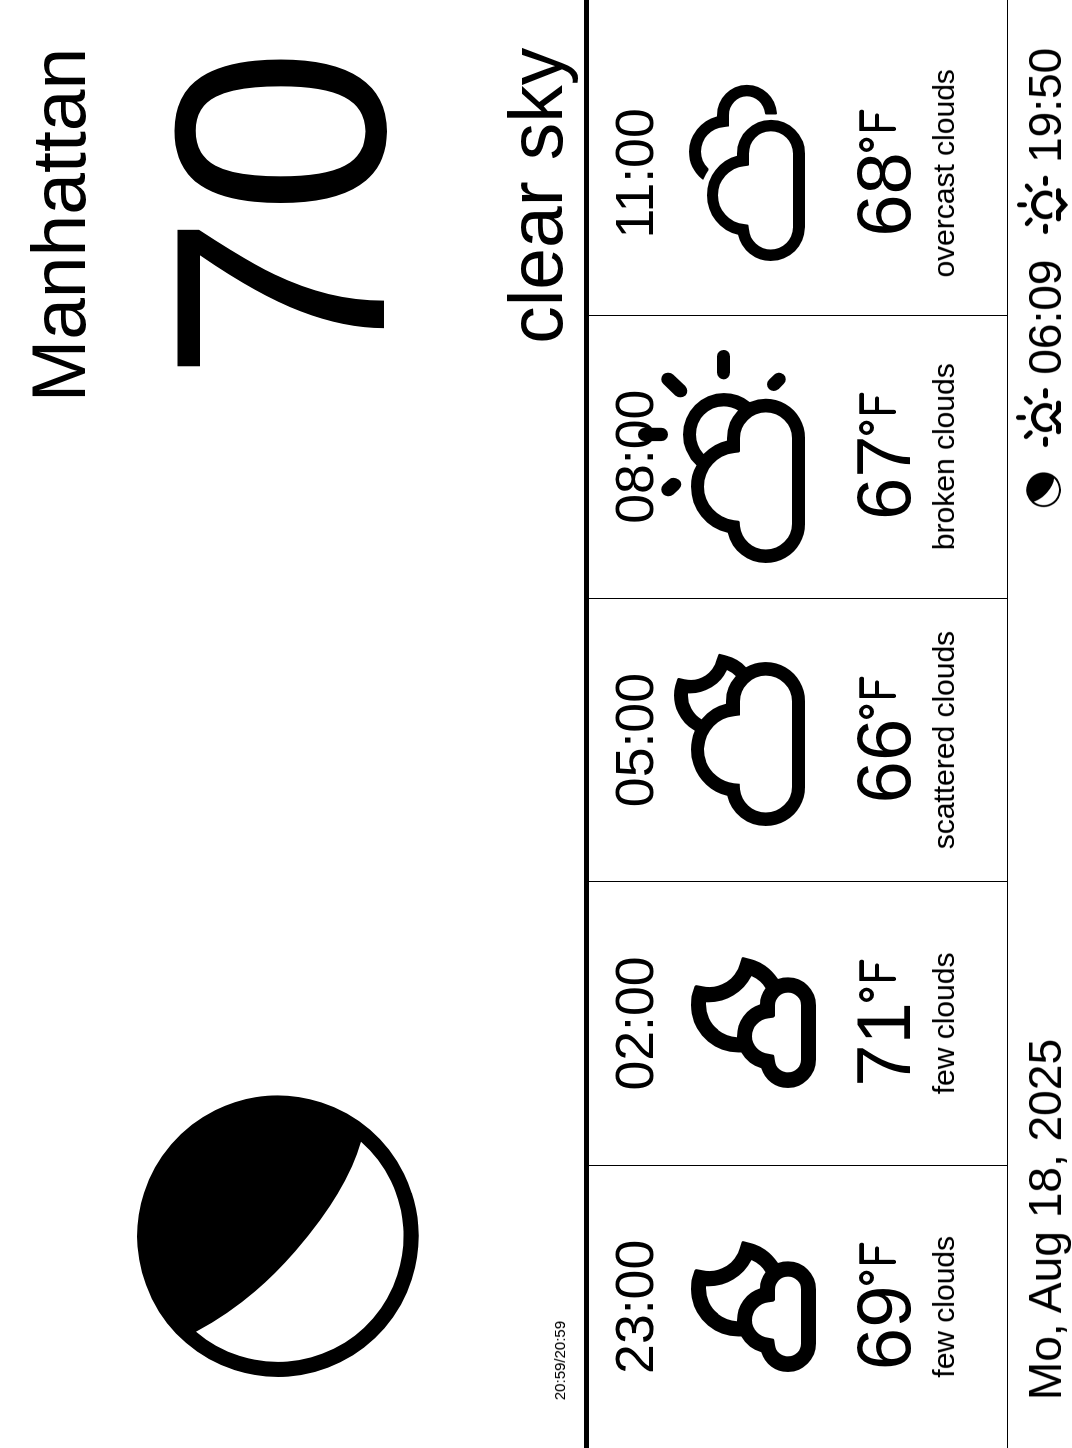 Manhattan
70
clear sky
20:59/20:59
23:00
69°F
few clouds
02:00
71°F
few clouds
05:00
66°F
scattered clouds
08:00
67°F
broken clouds
11:00
68°F
overcast clouds
Mo, Aug 18, 2025
06:09 19:50